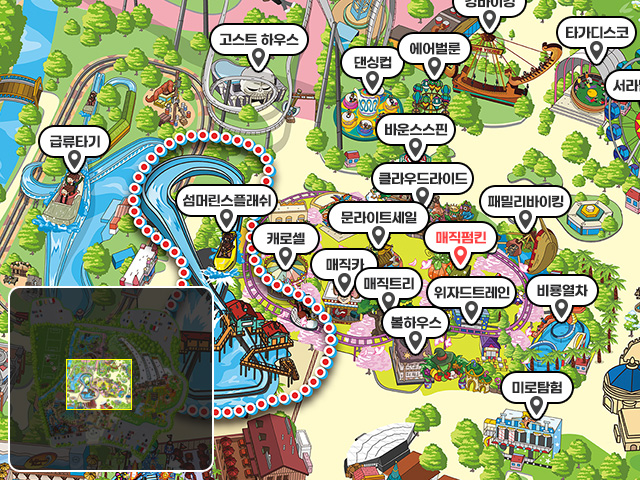 타가디스코
고스트 하우스
에어벌룬
댄싱컵
바운스스핀
급류타기
클라우드라이드
섬머린스플래쉬
패밀리바이킹
문라이트세일
캐로셀
매직펌킨
매직카
매직트리
위자드트레인
비룡열차
볼하우스
미로탐험